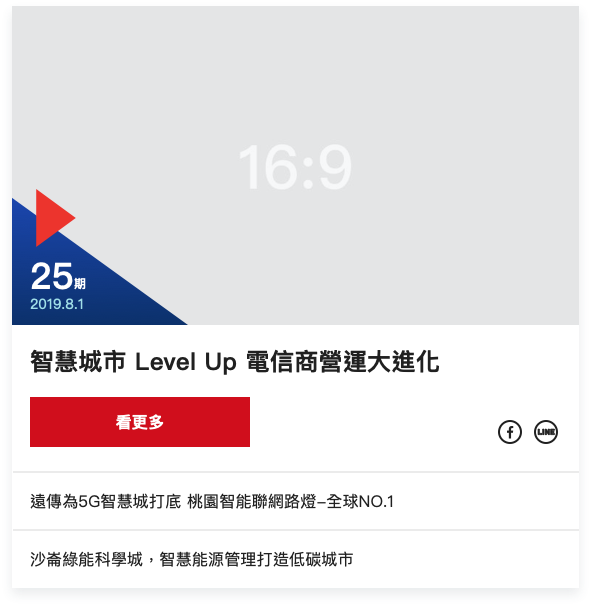 16:9
25期
2019.8.1
智慧城市 Level Up 電信商營運大進化
看更多
LINE
遠傳為5G智慧城打底 桃園智能聯網路燈–全球NO.1
沙崙綠能科學城，智慧能源管理打造低碳城市